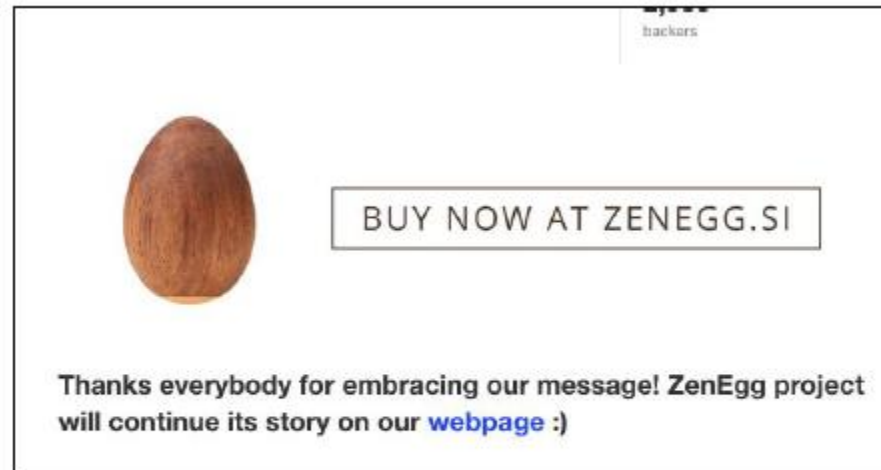 backers
BUY NOW AT ZENEGG.SI
Thanks everybody for embracing our message! ZenEgg project
will continue its story on our webpage :)